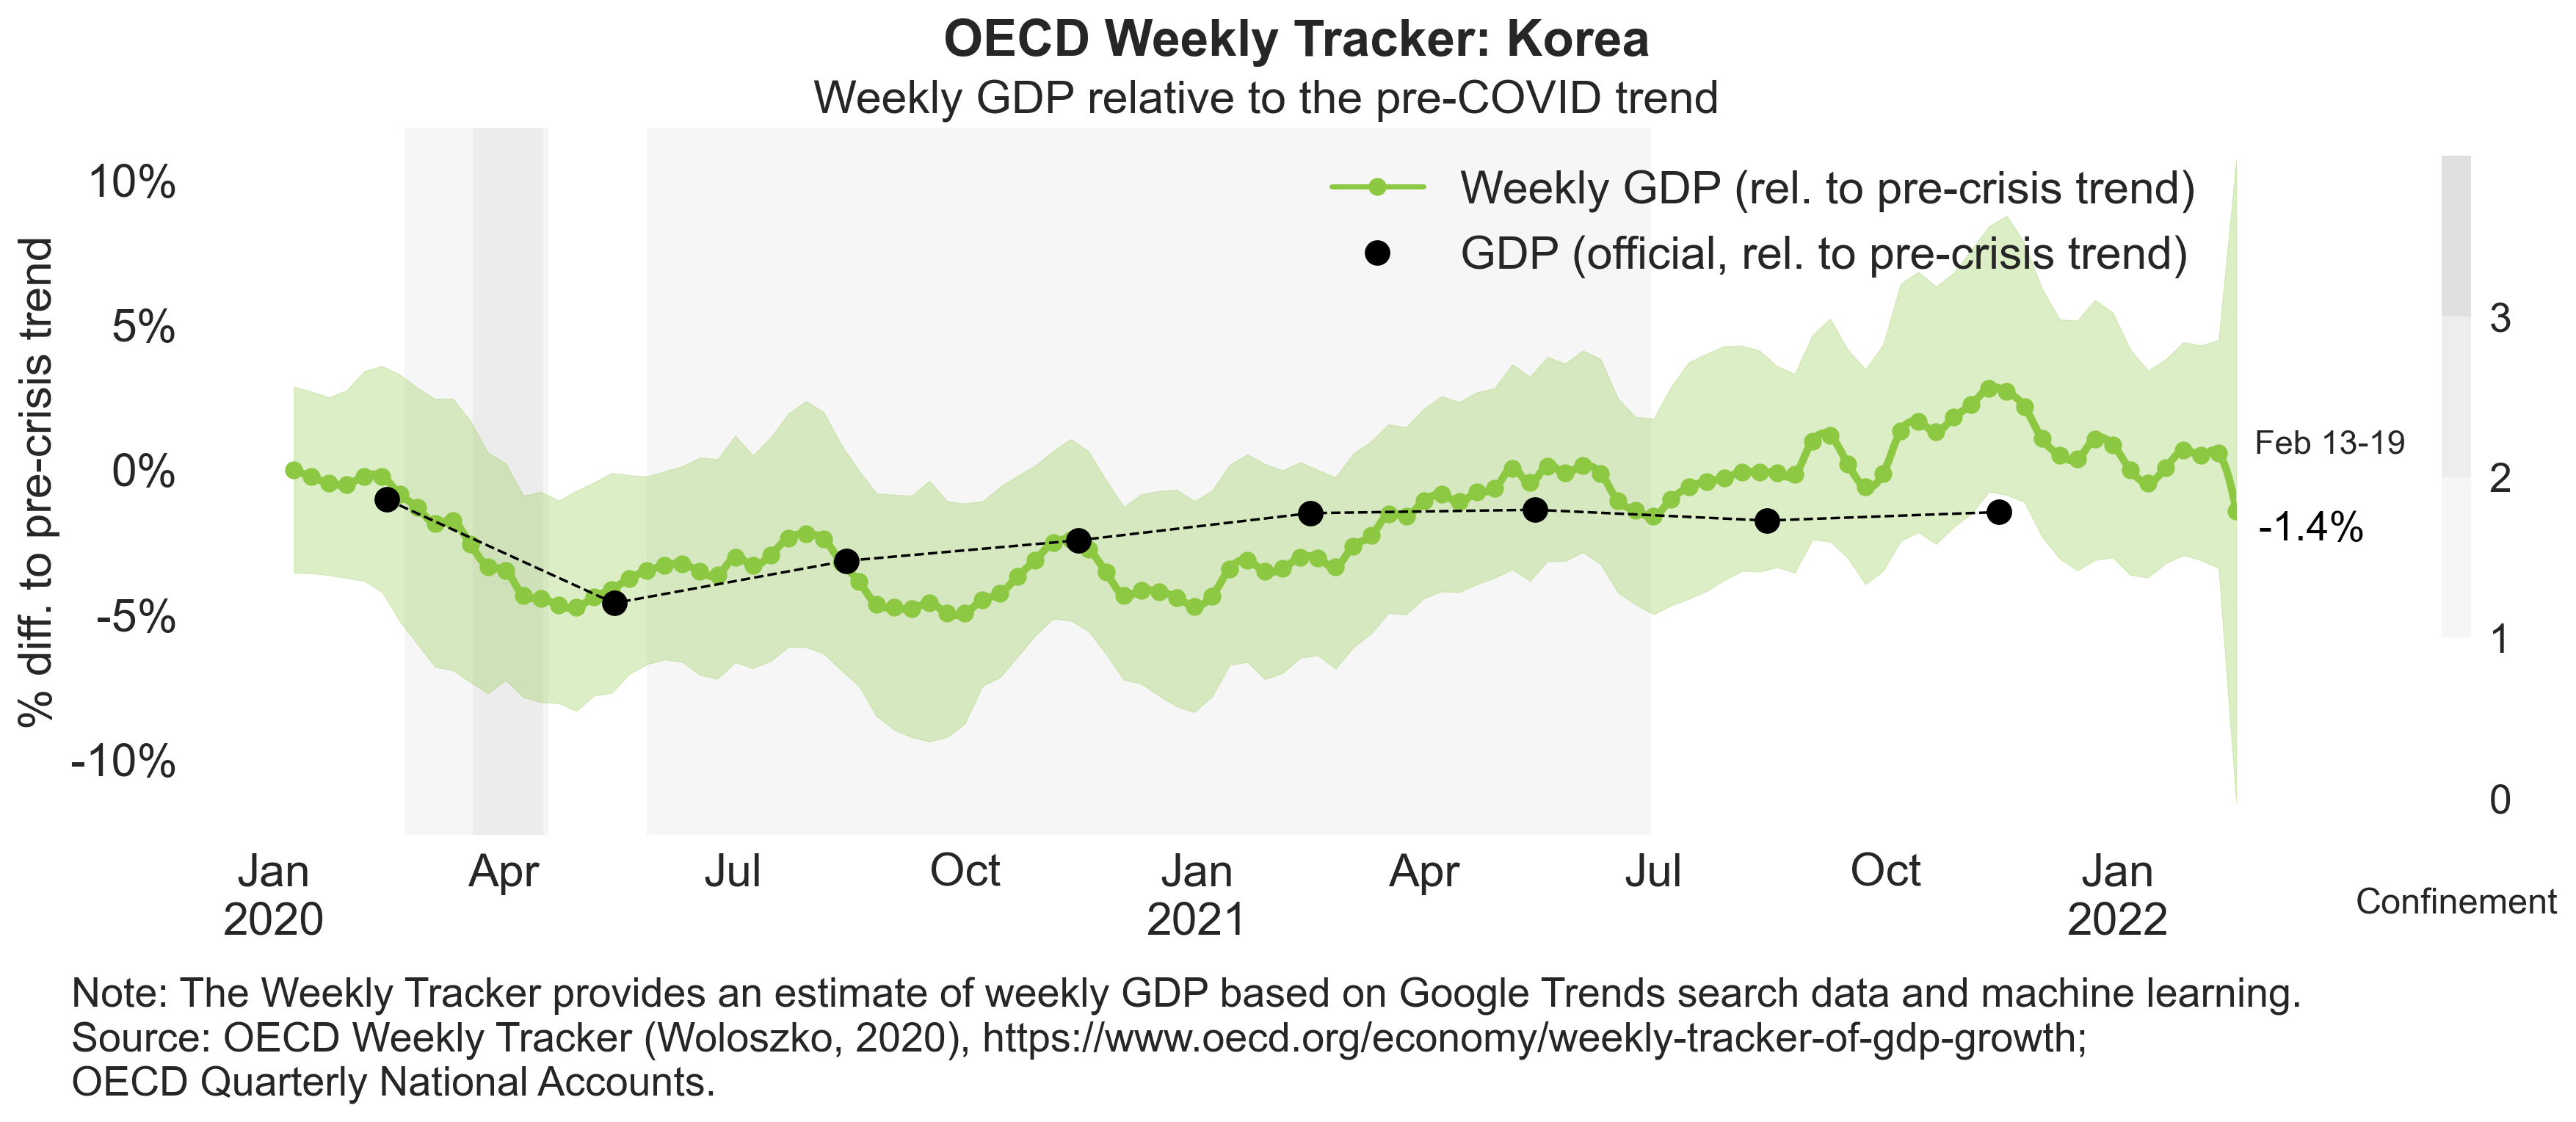 OECD Weekly Tracker: Korea
Weekly GDP relative to the pre-COVID trend
% diff. to pre-crisis trend
10%
5%
0%
-5%
-10%
Weekly GDP (rel. to pre-crisis trend)
GDP (official, rel. to pre-crisis trend)
Feb 13-19
-1.4%
3
2
1
0
Confinement
Jan Apr Jul Oct Jan Apr Jul Oct Jan
2020 2021 2022
Note: The Weekly Tracker provides an estimate of weekly GDP based on Google Trends search data and machine learning.
Source: OECD Weekly Tracker (Woloszko, 2020), https://www.oecd.org/economy/weekly-tracker-of-gdp-growth;
OECD Quarterly National Accounts.